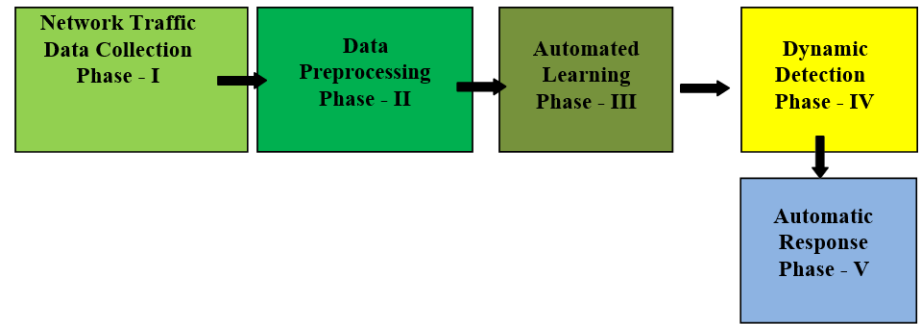 Network Traffic
Data Collection
Phase - I
Data
Preprocessing
Phase - II
Automated
Learning
Phase - III
Dynamic
Detection
Phase - IV
Automatic
Response
Phase - V